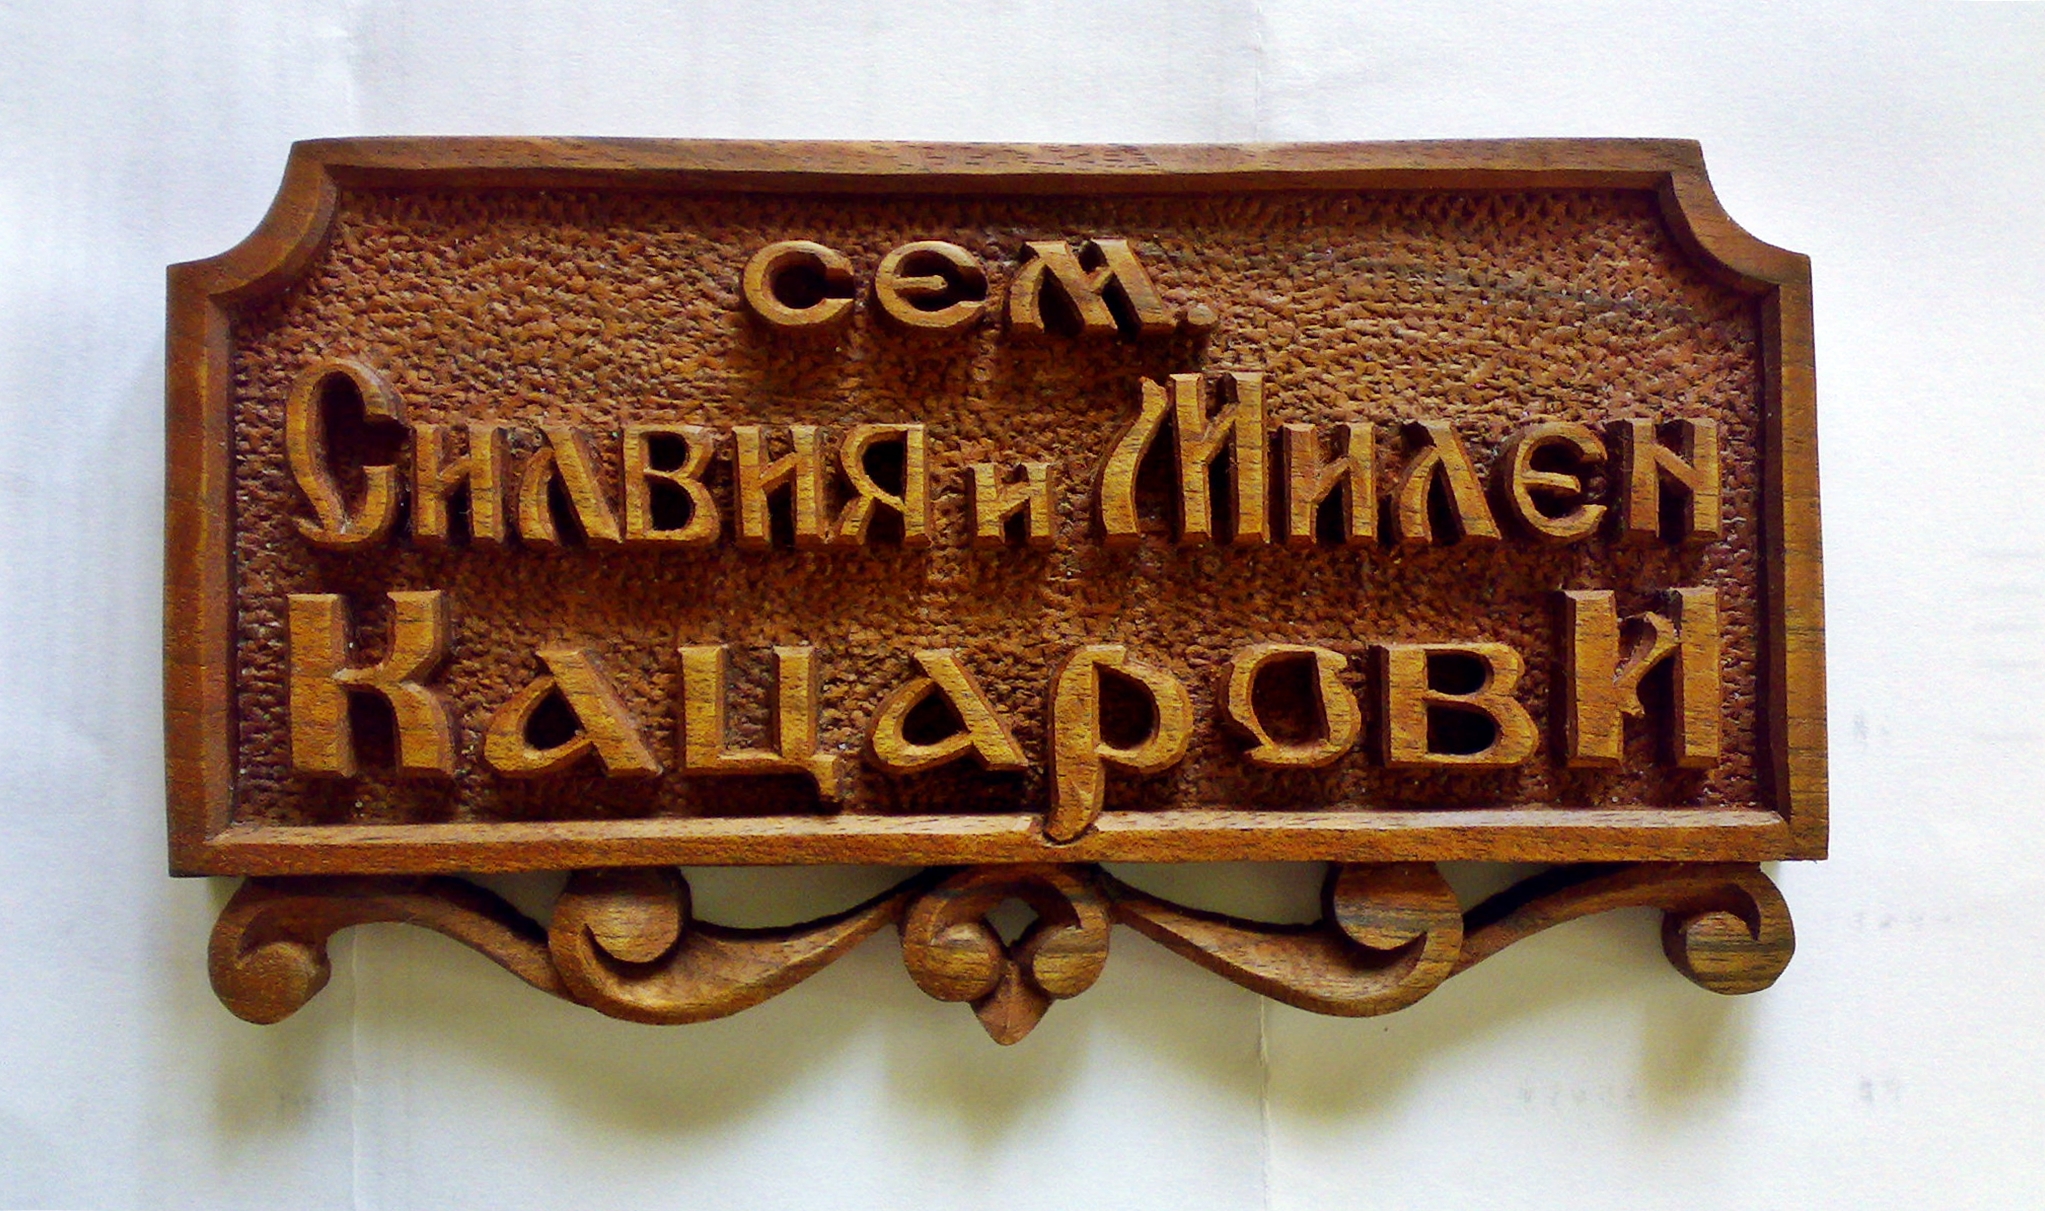 сем.
Силвия и Милен
Кацарови